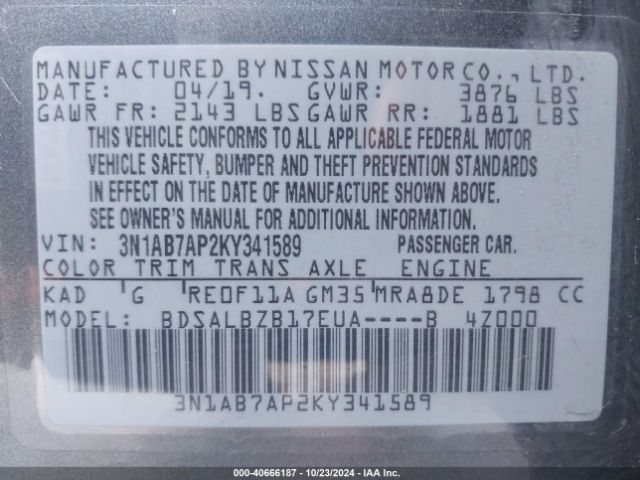 MANUFACTURED BY NISSAN MOTOR CO., LTD.
DATE: 04/19. GVWR: 3876 LBS
GAWR FR: 2143 LBS GAWR RR: 1881 LBS
THIS VEHICLE CONFORMS TO ALL APPLICABLE FEDERAL MOTOR
VEHICLE SAFETY, BUMPER AND THEFT PREVENTION STANDARDS
IN EFFECT ON THE DATE OF MANUFACTURE SHOWN ABOVE.
SEE OWNER'S MANUAL FOR ADDITIONAL INFORMATION.
VIN: 3N1AB7AP2KY341589 PASSENGER CAR.
COLOR TRIM TRANS AXLE ENGINE
KAD G RE0F11A GM35 MRA8DE 1798 CC
MODEL: BDSALBZB17EUA----B 4Z000
3N1AB7AP2KY341589
000-40666187 - 10/23/2024 - IAA Inc.